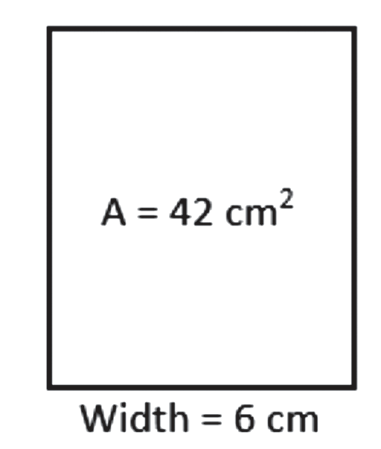 A = 42 cm²
Width = 6 cm